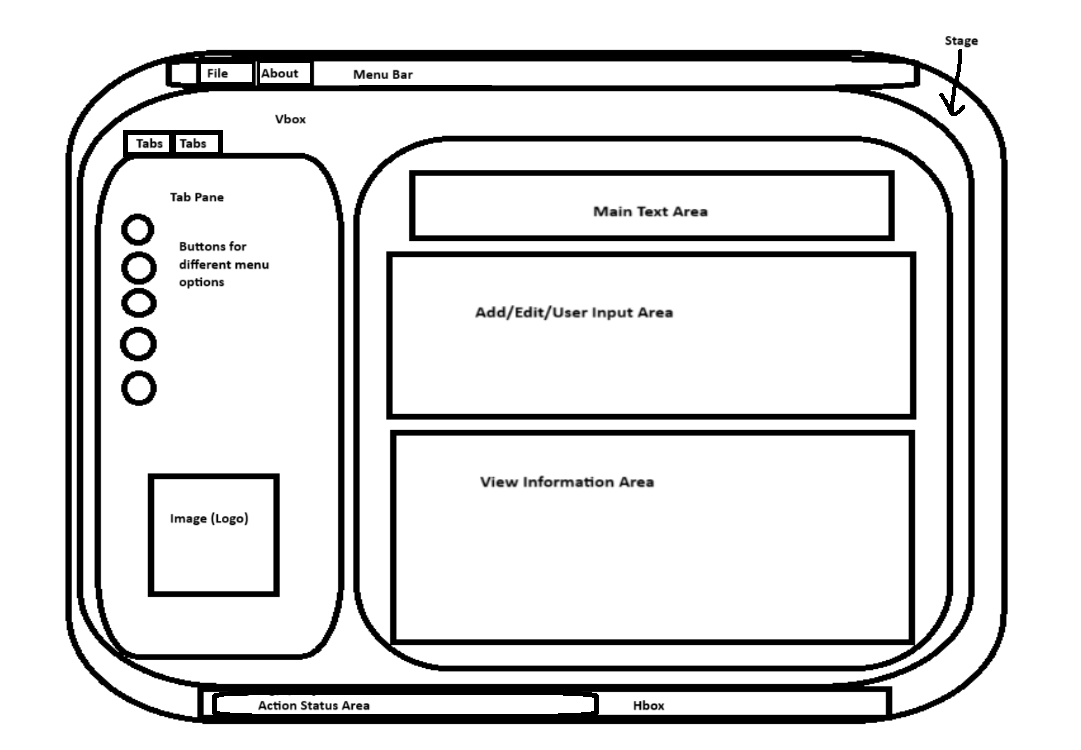 Stage
File
About
Menu Bar
Vbox
Tabs
Tabs
Tab Pane
Buttons for
different menu
options
Image (Logo)
Main Text Area
Add/Edit/User Input Area
View Information Area
Action Status Area
Hbox